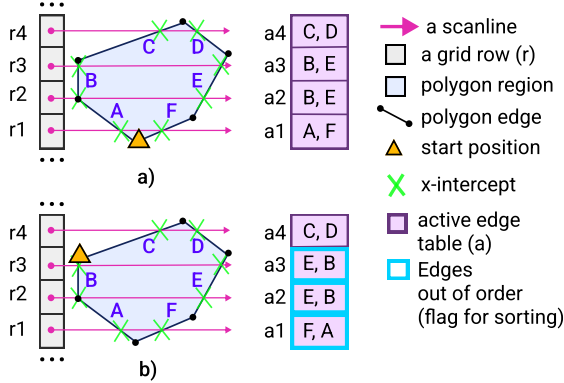 r4
r3
r2
r1
C
D
B
E
A
F
a4
a3
a2
a1
C, D
B, E
B, E
A, F
a)
r4
r3
r2
r1
C
D
B
E
A
F
a4
a3
a2
a1
C, D
E, B
E, B
F, A
b)
a scanline
a grid row (r)
polygon region
polygon edge
start position
x-intercept
active edge
table (a)
Edges
out of order
(flag for sorting)